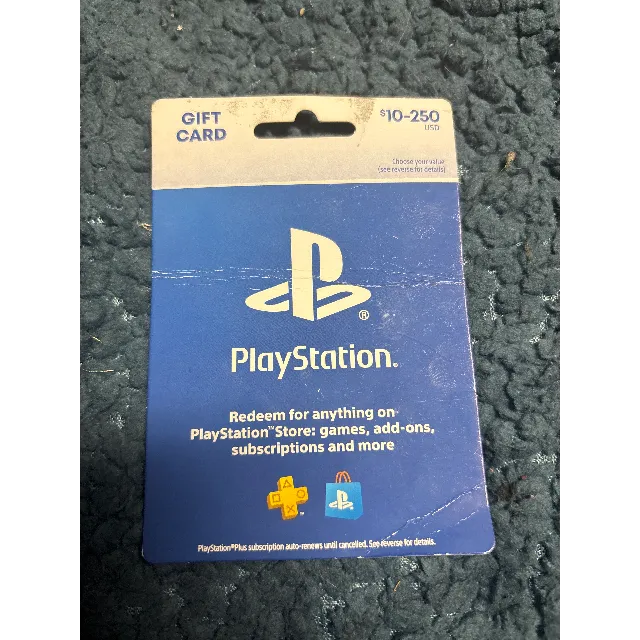 GIFT
CARD
$10-250
USD
Choose your value
(see reverse for details)
®
PlayStation®
Redeem for anything on
PlayStation™Store: games, add-ons,
subscriptions and more
™
PlayStation®Plus subscription auto-renews until cancelled. See reverse for details.